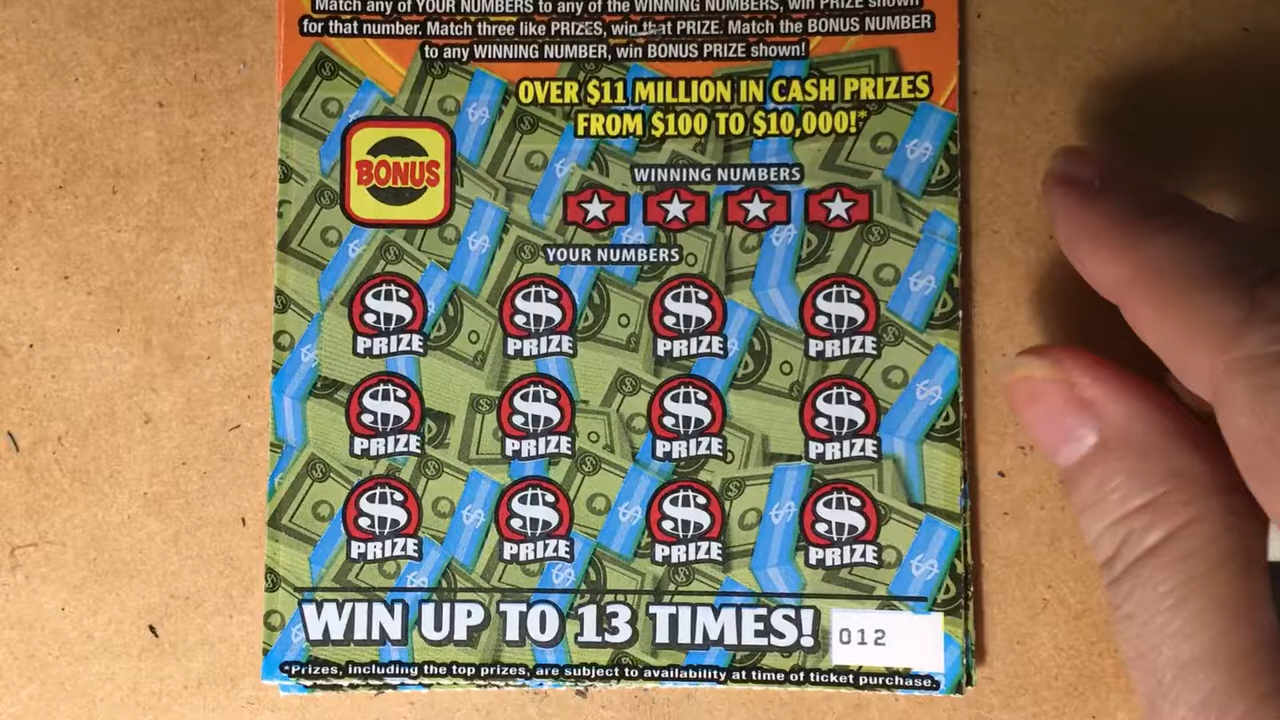 Match any of YOUR NUMBERS to any of the WINNING NUMBERS, win PRIZE shown
for that number. Match three like PRIZES, win that PRIZE. Match the BONUS NUMBER
to any WINNING NUMBER, win BONUS PRIZE shown!
OVER $11 MILLION IN CASH PRIZES
FROM $100 TO $10,000!*
BONUS
WINNING NUMBERS
YOUR NUMBERS
$ $ $ $
PRIZE PRIZE PRIZE PRIZE
$ $ $ $
PRIZE PRIZE PRIZE PRIZE
$ $ $ $
PRIZE PRIZE PRIZE PRIZE
WIN UP TO 13 TIMES!
012
*Prizes, including the top prizes, are subject to availability at time of ticket purchase.